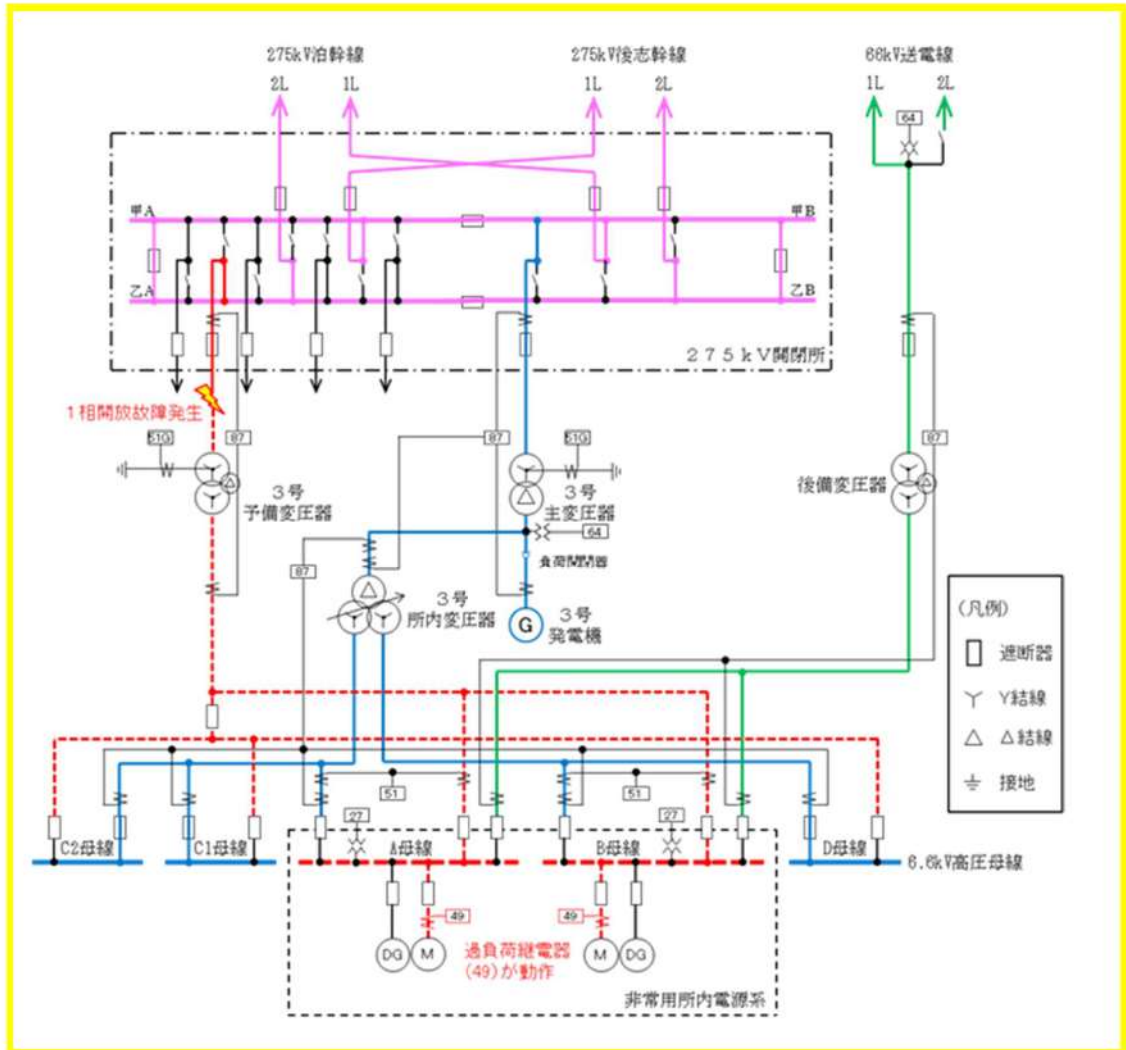 275kV泊幹線
275kV後志幹線
66kV送電線
2L
1L
1L
2L
1L
2L
64
甲A
甲B
乙A
乙B
275kV開閉所
1相開放故障発生
87
87
87
51G
51G
3号
予備変圧器
3号
主変圧器
後備変圧器
64
負荷開閉器
87
3号
所内変圧器
G
3号
発電機
(凡例)
遮断器
Y結線
△結線
接地
51
51
27
27
C2母線
C1母線
A母線
B母線
D母線
6.6kV高圧母線
49
49
DG
M
M
DG
過負荷継電器
(49)が動作
非常用所内電源系